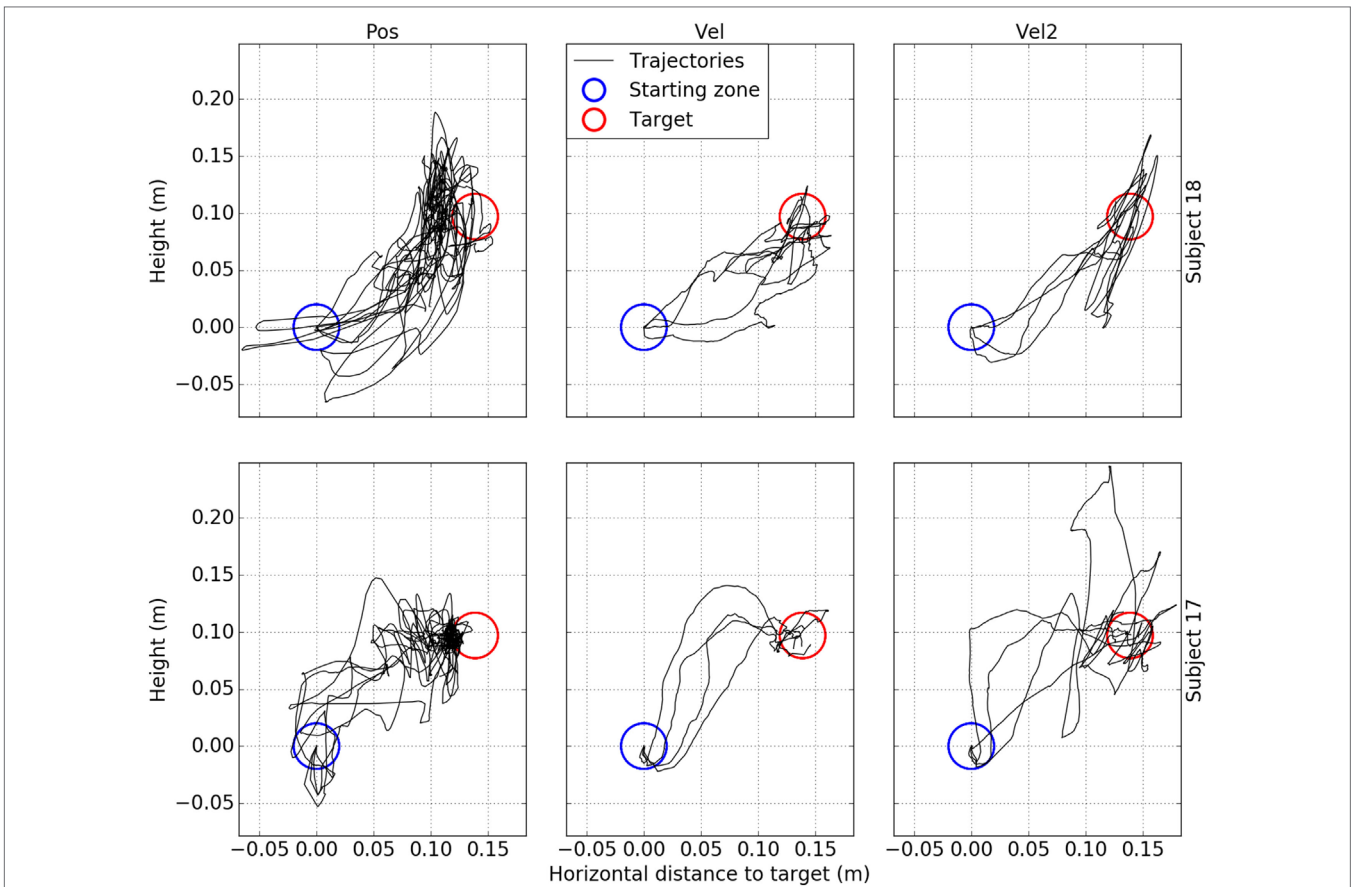 Pos Vel Vel2
Trajectories
Starting zone
Target
0.20
0.15
0.10
0.05
0.00
−0.05
Height (m)
Subject 18
0.20
0.15
0.10
0.05
0.00
−0.05
Height (m)
Subject 17
−0.05 0.00 0.05 0.10 0.15 −0.05 0.00 0.05 0.10 0.15 −0.05 0.00 0.05 0.10 0.15
Horizontal distance to target (m)